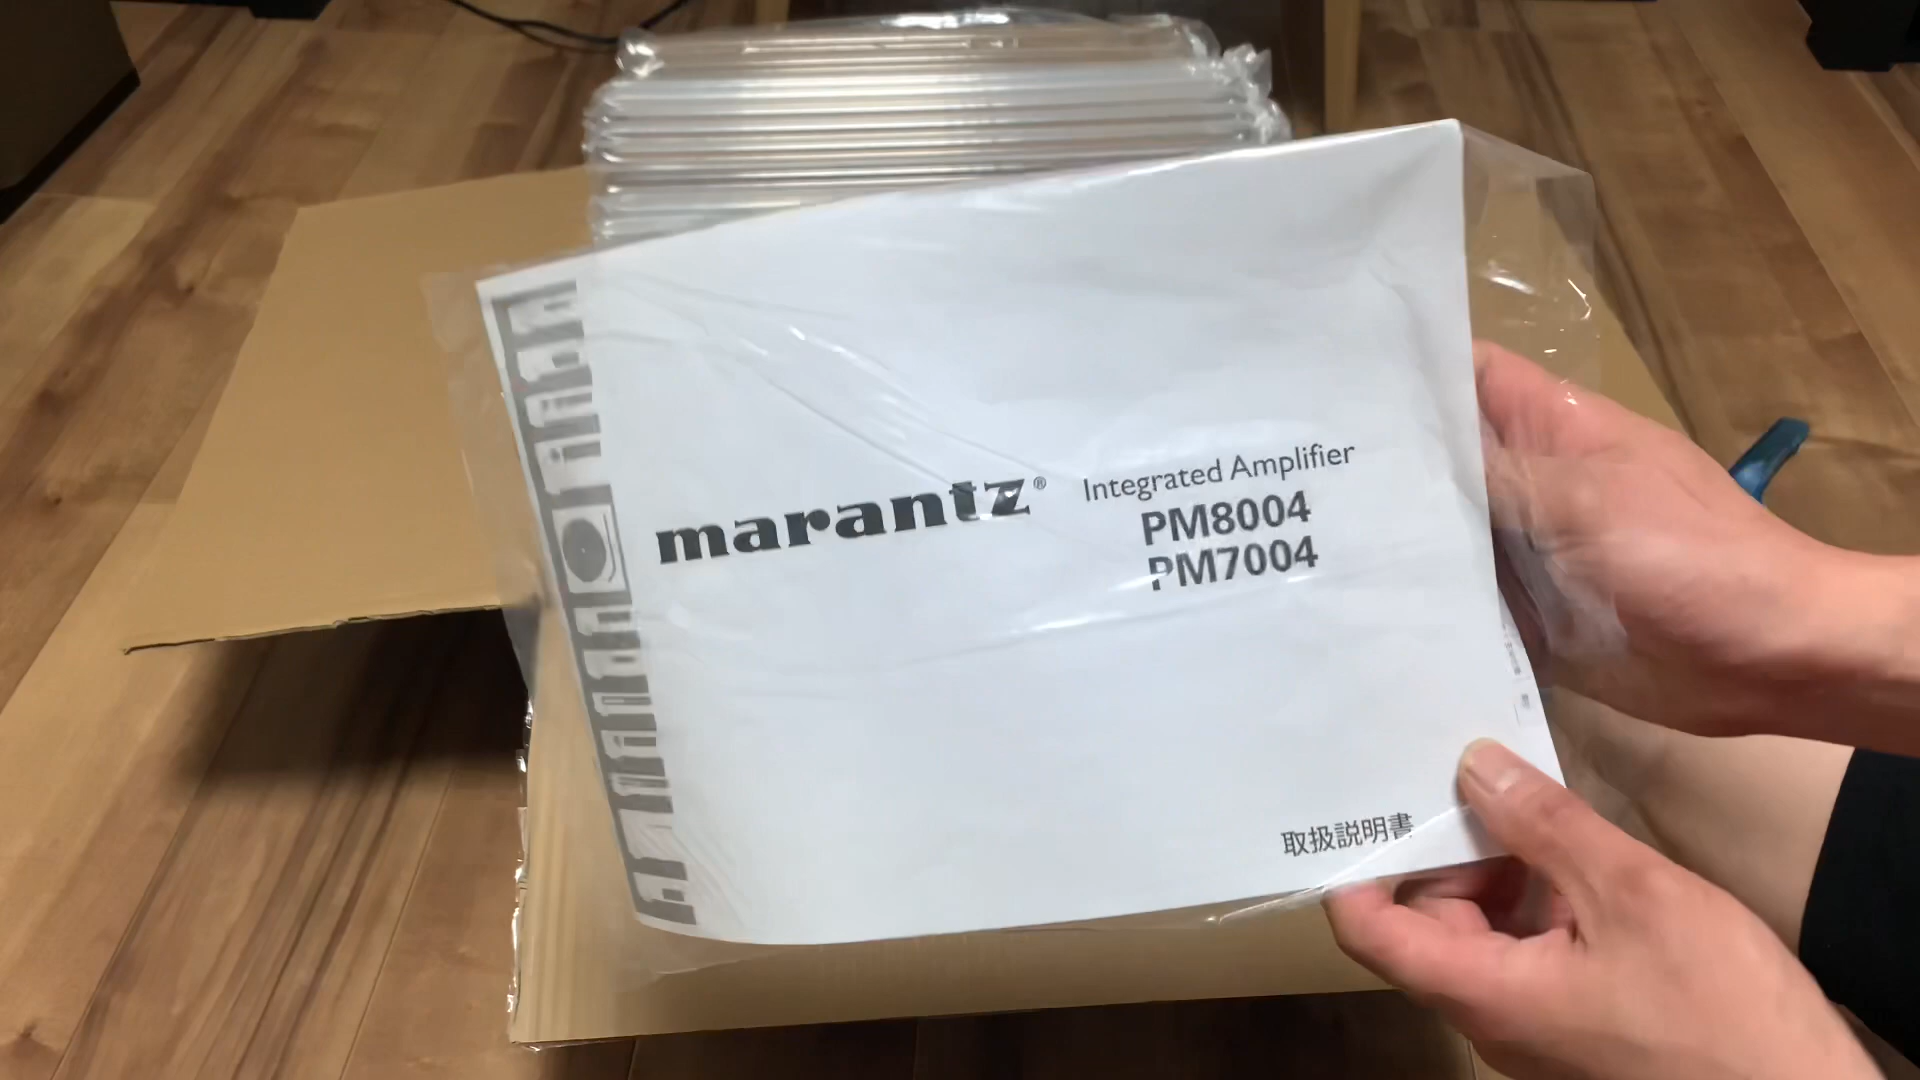 marantz®
Integrated Amplifier
PM8004
PM7004
取扱説明書